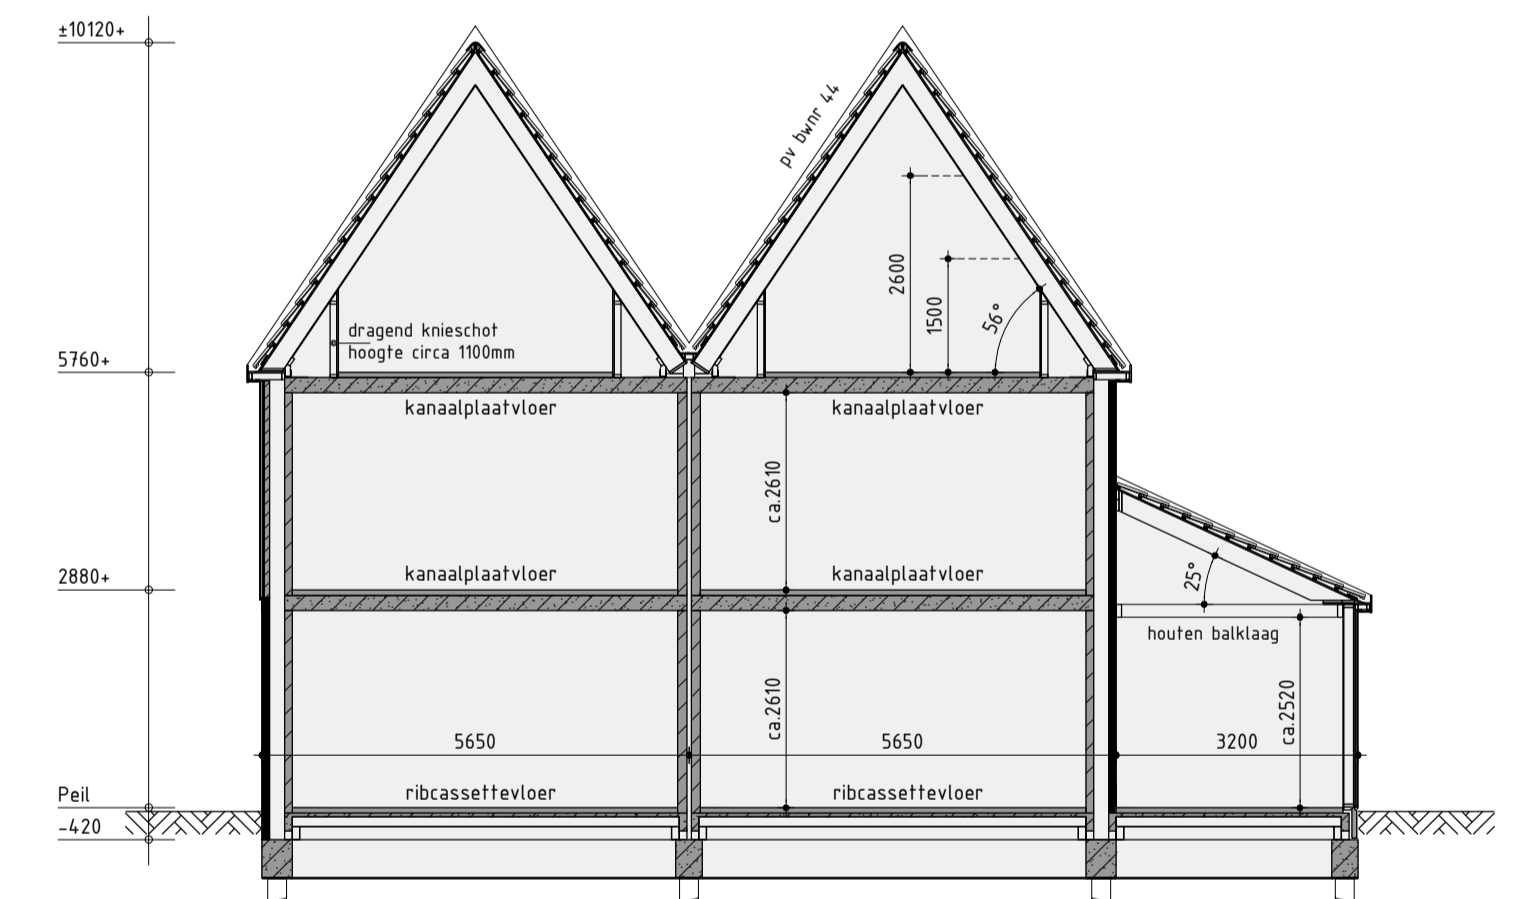 ±10120+
pv bwnr 44
2600
1500
56°
dragend knieschot
hoogte circa 1100mm
5760+
kanaalplaatvloer
kanaalplaatvloer
ca.2610
kanaalplaatvloer
kanaalplaatvloer
2880+
25°
houten balklaag
ca.2610
ca.2520
5650
5650
3200
Peil
ribcassettevloer
ribcassettevloer
-420